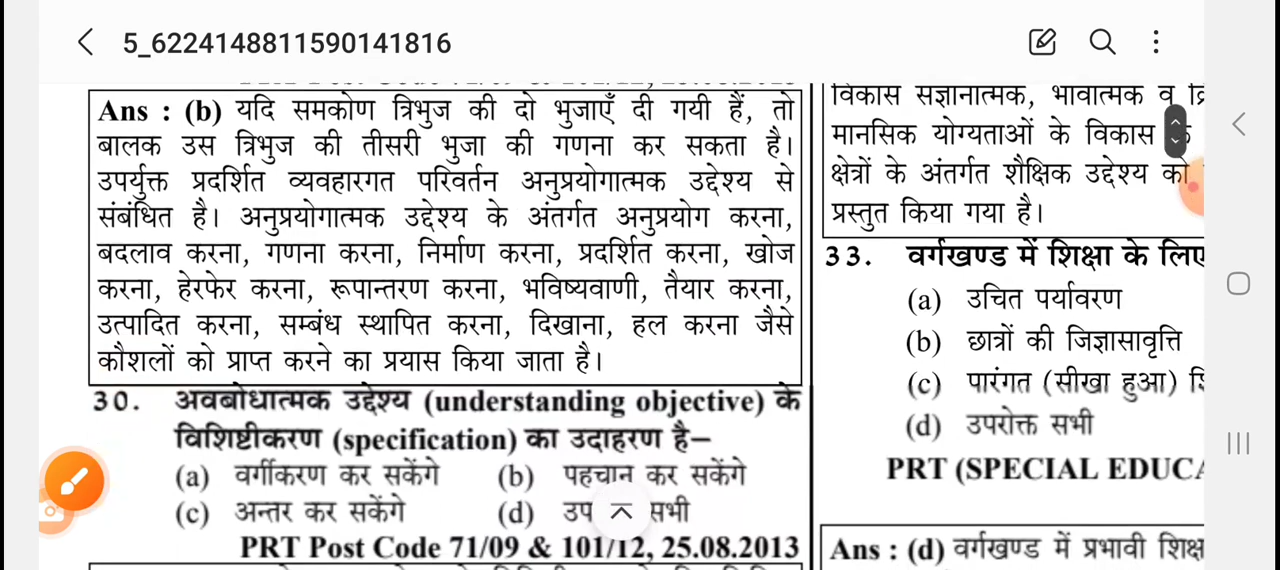 5_6224148811590141816
Ans : (b) यदि समकोण त्रिभुज की दो भुजाएँ दी गयी हैं, तो
बालक उस त्रिभुज की तीसरी भुजा की गणना कर सकता है।
उपर्युक्त प्रदर्शित व्यवहारगत परिवर्तन अनुप्रयोगात्मक उद्देश्य से
संबंधित है। अनुप्रयोगात्मक उद्देश्य के अंतर्गत अनुप्रयोग करना,
बदलाव करना, गणना करना, निर्माण करना, प्रदर्शित करना, खोज
करना, हेरफेर करना, रूपान्तरण करना, भविष्यवाणी, तैयार करना,
उत्पादित करना, सम्बंध स्थापित करना, दिखाना, हल करना जैसे
कौशलों को प्राप्त करने का प्रयास किया जाता है।
30. अवबोधात्मक उद्देश्य (understanding objective) के
विशिष्टीकरण (specification) का उदाहरण है–
(a) वर्गीकरण कर सकेंगे (b) पहचान कर सकेंगे
(c) अन्तर कर सकेंगे (d) सभी
PRT Post Code 71/09 & 101/12, 25.08.2013
विकास संज्ञानात्मक, भावात्मक व
मानसिक योग्यताओं के विकास
क्षेत्रों के अंतर्गत शैक्षिक उद्देश्य को
प्रस्तुत किया गया है।
33. वर्गखण्ड में शिक्षा के लिए
(a) उचित पर्यावरण
(b) छात्रों की जिज्ञासावृत्ति
(c) पारंगत (सीखा हुआ)
(d) उपरोक्त सभी
PRT (SPECIAL
Ans : (d) वर्गखण्ड में प्रभावी